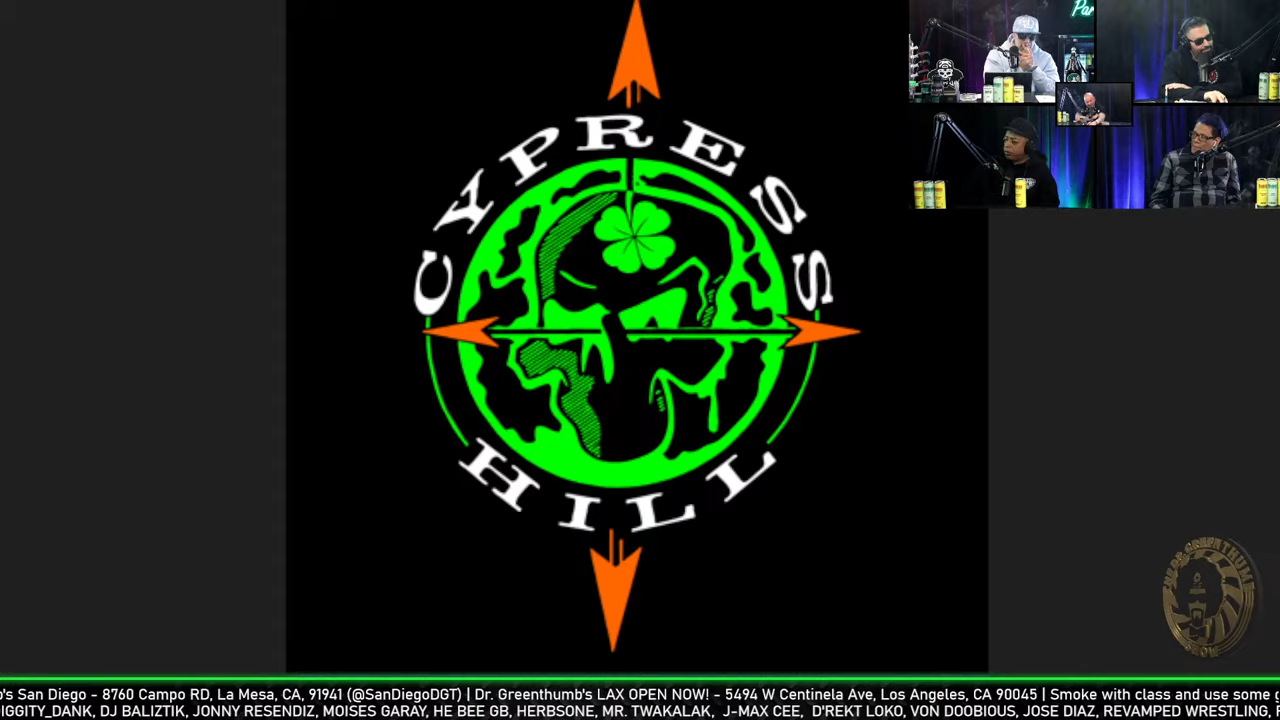 CYPRESS
HILL
o's San Diego - 8760 Campo RD, La Mesa, CA, 91941 (@SanDiegoDGT) | Dr. Greenthumb's LAX OPEN NOW! - 5494 W Centinela Ave, Los Angeles, CA 90045 | Smoke with class and use some g
IGGITY_DANK, DJ BALIZTIK, JONNY RESENDIZ, MOISES GARAY, HE BEE GB, HERBSONE, MR. TWAKALAK, J-MAX CEE, D'REKT LOKO, VON DOOBIOUS, JOSE DIAZ, REVAMPED WRESTLING,